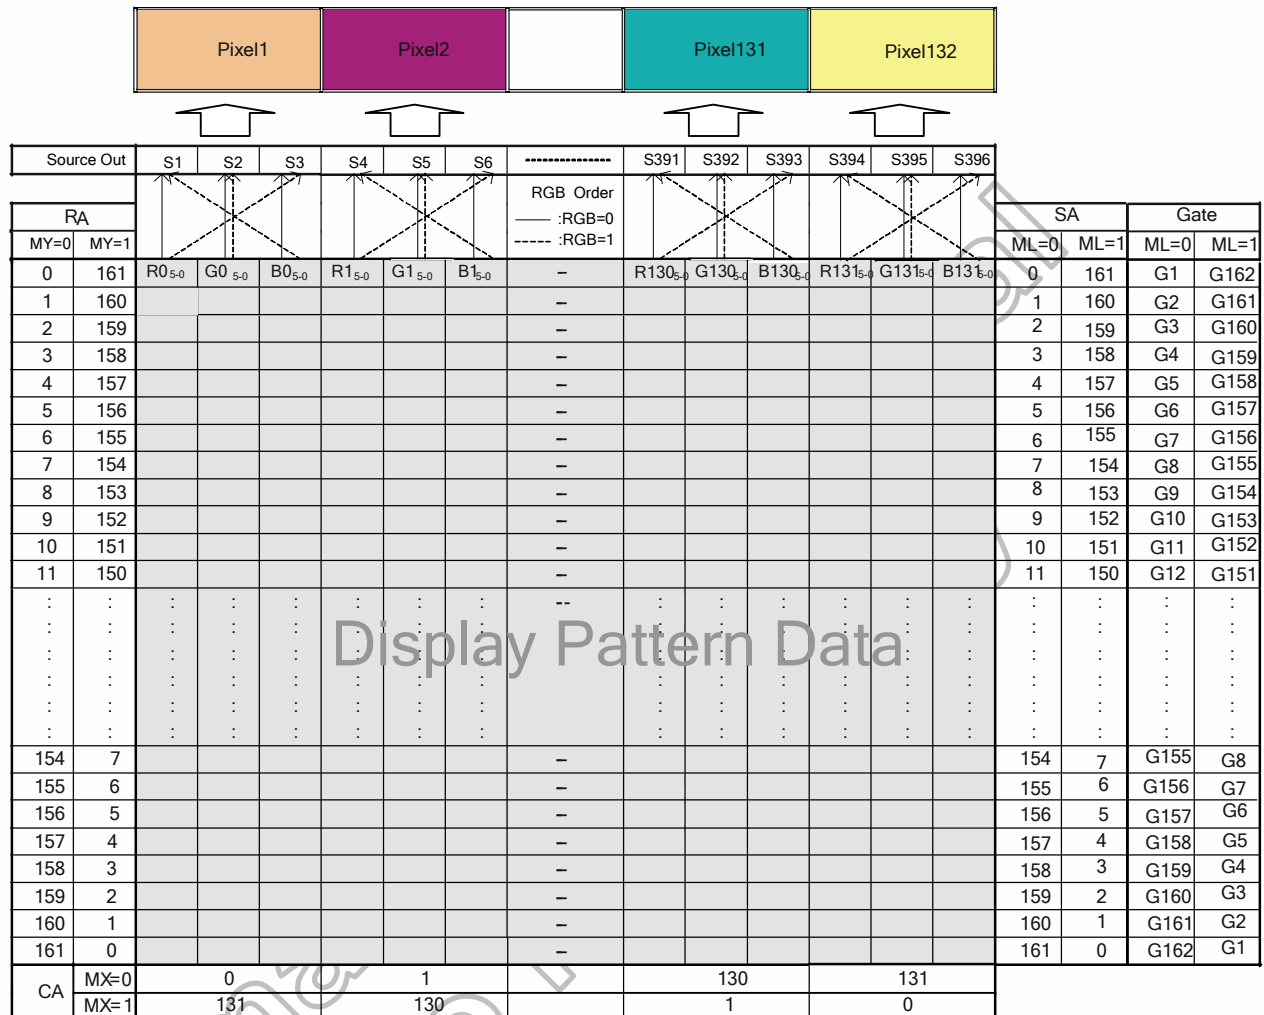 Pixel1 Pixel2 Pixel131 Pixel132
Source Out S1 S2 S3 S4 S5 S6 S391 S392 S393 S394 S395 S396
RGB Order
:RGB=0
:RGB=1
RA SA Gate
MY=0 MY=1 ML=0 ML=1 ML=0 ML=1
0 161 R0 5-0 G0 5-0 B0 5-0 R1 5-0 G1 5-0 B1 5-0 – R130 5-0 G130 5-0 B130 5-0 R131 5-0 G131 5-0 B131 5-0 0 161 G1 G162
1 160 – 1 160 G2 G161
2 159 – 2 159 G3 G160
3 158 – 3 158 G4 G159
4 157 – 4 157 G5 G158
5 156 – 5 156 G6 G157
6 155 – 6 155 G7 G156
7 154 – 7 154 G8 G155
8 153 – 8 153 G9 G154
9 152 – 9 152 G10 G153
10 151 – 10 151 G11 G152
11 150 – 11 150 G12 G151
: : : : : : : : -- : : : : : : : : : :
: : : : : : : : : : : : : : : : : :
Display Pattern Data
: : : : : : : : : : : : : : : : : :
: : : : : : : : : : : : : : : : : :
: : : : : : : : : : : : : : : : : :
: : : : : : : : : : : : : : : : : :
154 7 – 154 7 G155 G8
155 6 – 155 6 G156 G7
156 5 – 156 5 G157 G6
157 4 – 157 4 G158 G5
158 3 – 158 3 G159 G4
159 2 – 159 2 G160 G3
160 1 – 160 1 G161 G2
161 0 – 161 0 G162 G1
CA MX=0 0 1 130 131
MX=1 131 130 1 0